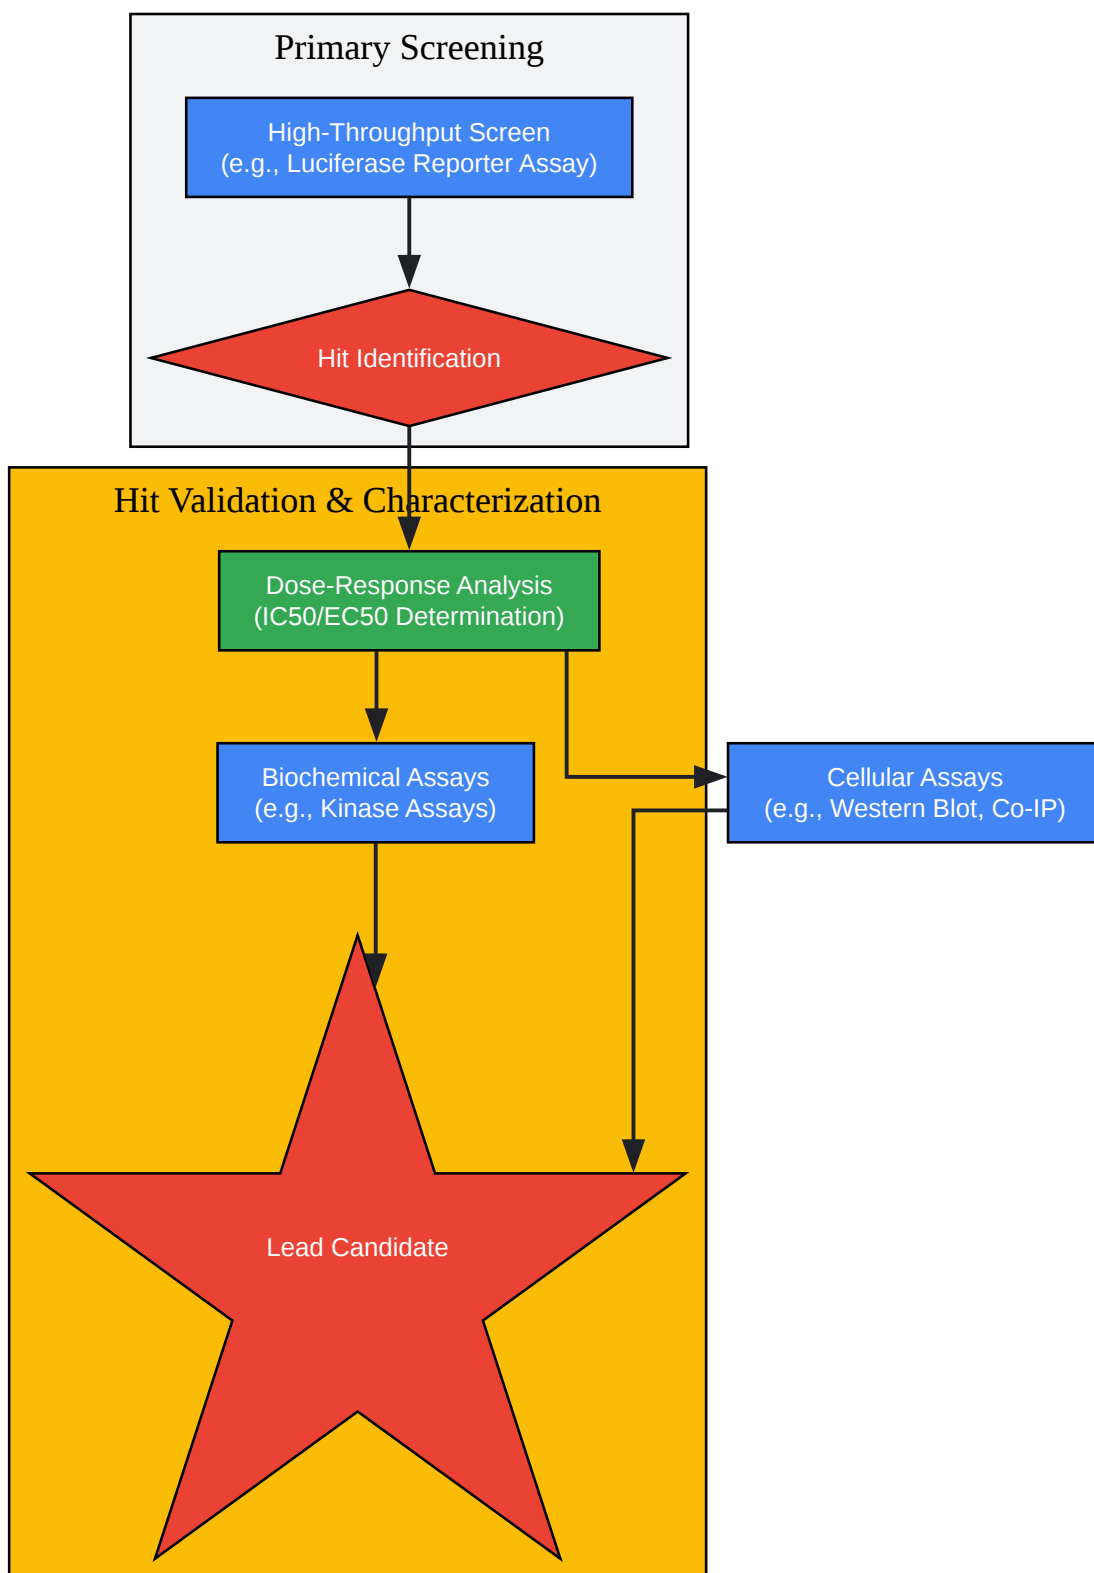 Primary Screening
High-Throughput Screen
(e.g., Luciferase Reporter Assay)
Hit Identification
Hit Validation & Characterization
Dose-Response Analysis
(IC50/EC50 Determination)
Biochemical Assays
(e.g., Kinase Assays)
Cellular Assays
(e.g., Western Blot, Co-IP)
Lead Candidate